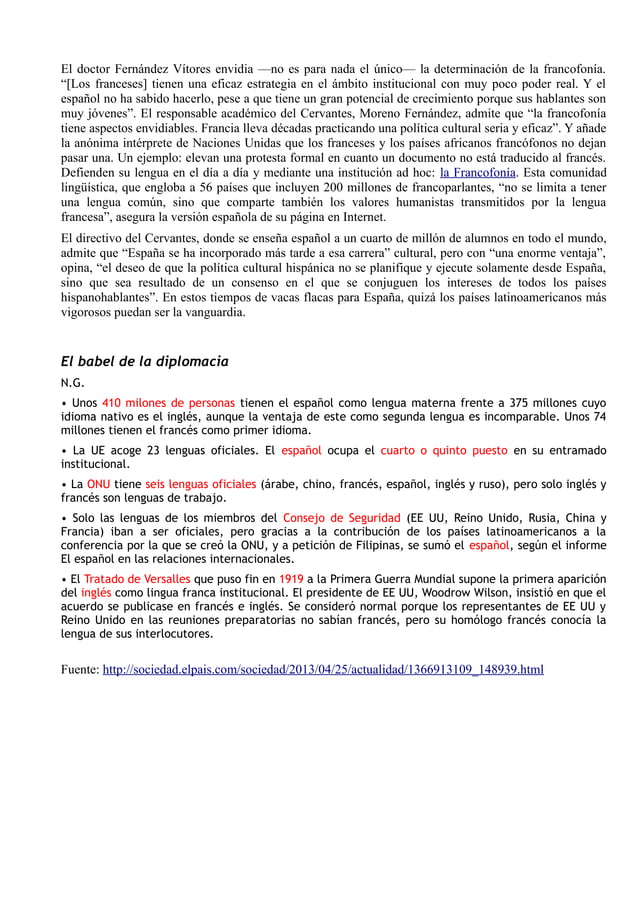 El doctor Fernández Vítores envidia —no es para nada el único— la determinación de la francofonía.
“[Los franceses] tienen una eficaz estrategia en el ámbito institucional con muy poco poder real. Y el
español no ha sabido hacerlo, pese a que tiene un gran potencial de crecimiento porque sus hablantes son
muy jóvenes”. El responsable académico del Cervantes, Moreno Fernández, admite que “la francofonía
tiene aspectos envidiables. Francia lleva décadas practicando una política cultural seria y eficaz”. Y añade
la anónima intérprete de Naciones Unidas que los franceses y los países africanos francófonos no dejan
pasar una. Un ejemplo: elevan una protesta formal en cuanto un documento no está traducido al francés.
Defienden su lengua en el día a día y mediante una institución ad hoc: la Francofonía. Esta comunidad
lingüística, que engloba a 56 países que incluyen 200 millones de francoparlantes, “no se limita a tener
una lengua común, sino que comparte también los valores humanistas transmitidos por la lengua
francesa”, asegura la versión española de su página en Internet.
El directivo del Cervantes, donde se enseña español a un cuarto de millón de alumnos en todo el mundo,
admite que “España se ha incorporado más tarde a esa carrera” cultural, pero con “una enorme ventaja”,
opina, “el deseo de que la política cultural hispánica no se planifique y ejecute solamente desde España,
sino que sea resultado de un consenso en el que se conjuguen los intereses de todos los países
hispanohablantes”. En estos tiempos de vacas flacas para España, quizá los países latinoamericanos más
vigorosos puedan ser la vanguardia.
El babel de la diplomacia
N.G.
• Unos 410 milones de personas tienen el español como lengua materna frente a 375 millones cuyo
idioma nativo es el inglés, aunque la ventaja de este como segunda lengua es incomparable. Unos 74
millones tienen el francés como primer idioma.
• La UE acoge 23 lenguas oficiales. El español ocupa el cuarto o quinto puesto en su entramado
institucional.
• La ONU tiene seis lenguas oficiales (árabe, chino, francés, español, inglés y ruso), pero solo inglés y
francés son lenguas de trabajo.
• Solo las lenguas de los miembros del Consejo de Seguridad (EE UU, Reino Unido, Rusia, China y
Francia) iban a ser oficiales, pero gracias a la contribución de los países latinoamericanos a la
conferencia por la que se creó la ONU, y a petición de Filipinas, se sumó el español, según el informe
El español en las relaciones internacionales.
• El Tratado de Versalles que puso fin en 1919 a la Primera Guerra Mundial supone la primera aparición
del inglés como lingua franca institucional. El presidente de EE UU, Woodrow Wilson, insistió en que el
acuerdo se publicase en francés e inglés. Se consideró normal porque los representantes de EE UU y
Reino Unido en las reuniones preparatorias no sabían francés, pero su homólogo francés conocía la
lengua de sus interlocutores.
Fuente: http://sociedad.elpais.com/sociedad/2013/04/25/actualidad/1366913109_148939.html